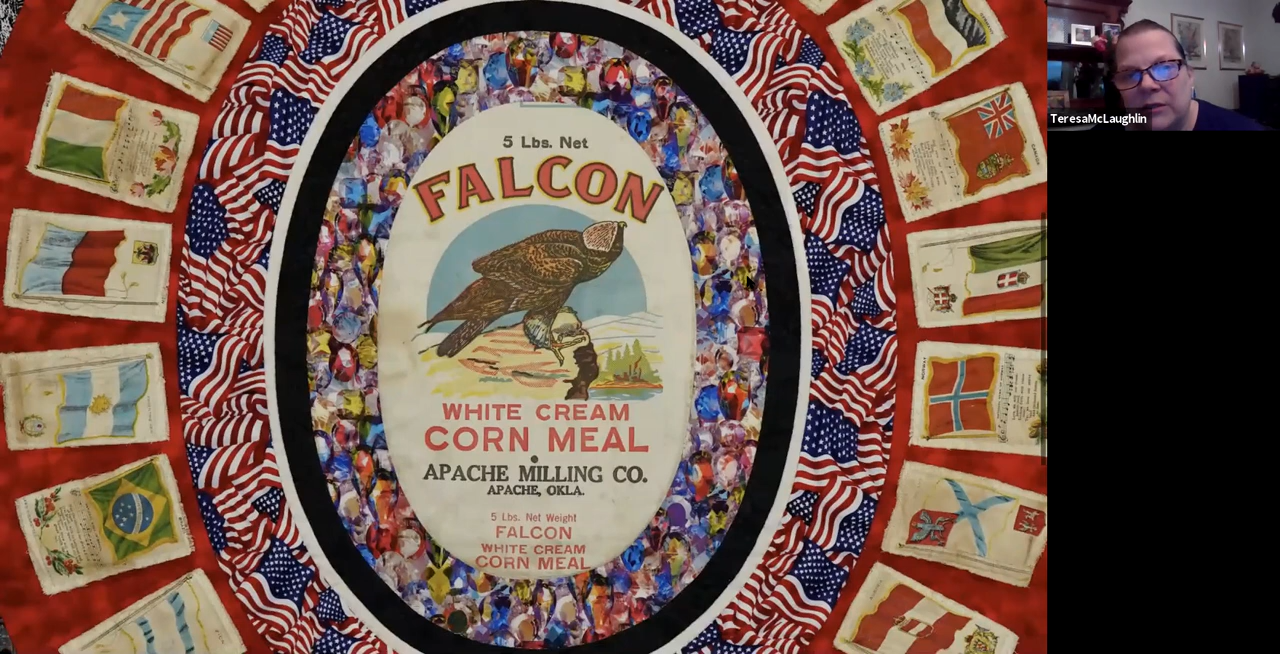 5 Lbs. Net
FALCON
WHITE CREAM
CORN MEAL
APACHE MILLING CO.
APACHE, OKLA.
5 Lbs. Net Weight
FALCON
WHITE CREAM
CORN MEAL
TeresaMcLaughlin